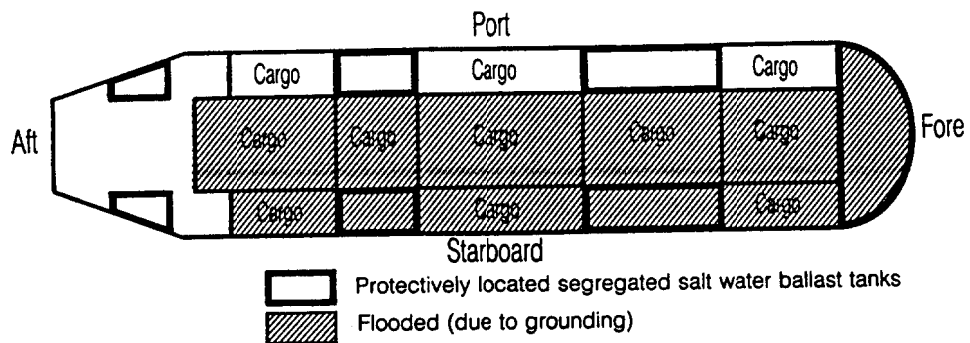 Port
Cargo Cargo Cargo
Aft
Cargo Cargo Cargo Cargo Cargo
Fore
Cargo Cargo Cargo
Starboard
Protectively located segregated salt water ballast tanks
Flooded (due to grounding)